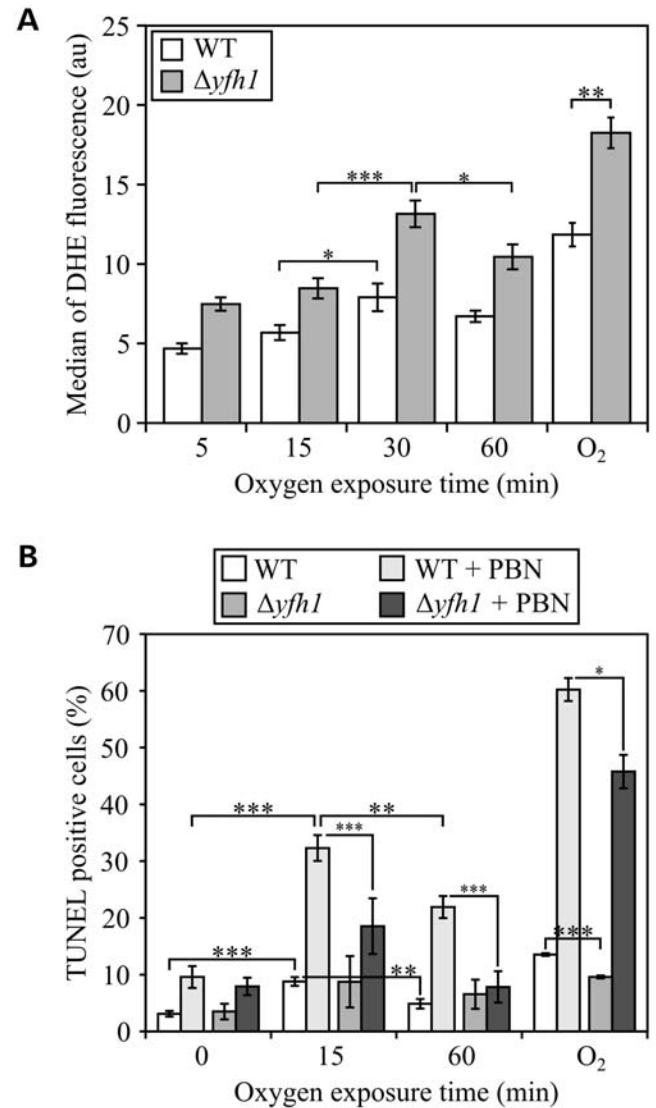 A
Median of DHE fluorescence (au)
25
20
15
10
5
0
WT
Δyfh1
*
***
*
**
5 15 30 60 O₂
Oxygen exposure time (min)
B
WT WT + PBN
Δyfh1 Δyfh1 + PBN
TUNEL positive cells (%)
70
60
50
40
30
20
10
0
***
***
***
**
**
***
***
*
0 15 60 O₂
Oxygen exposure time (min)